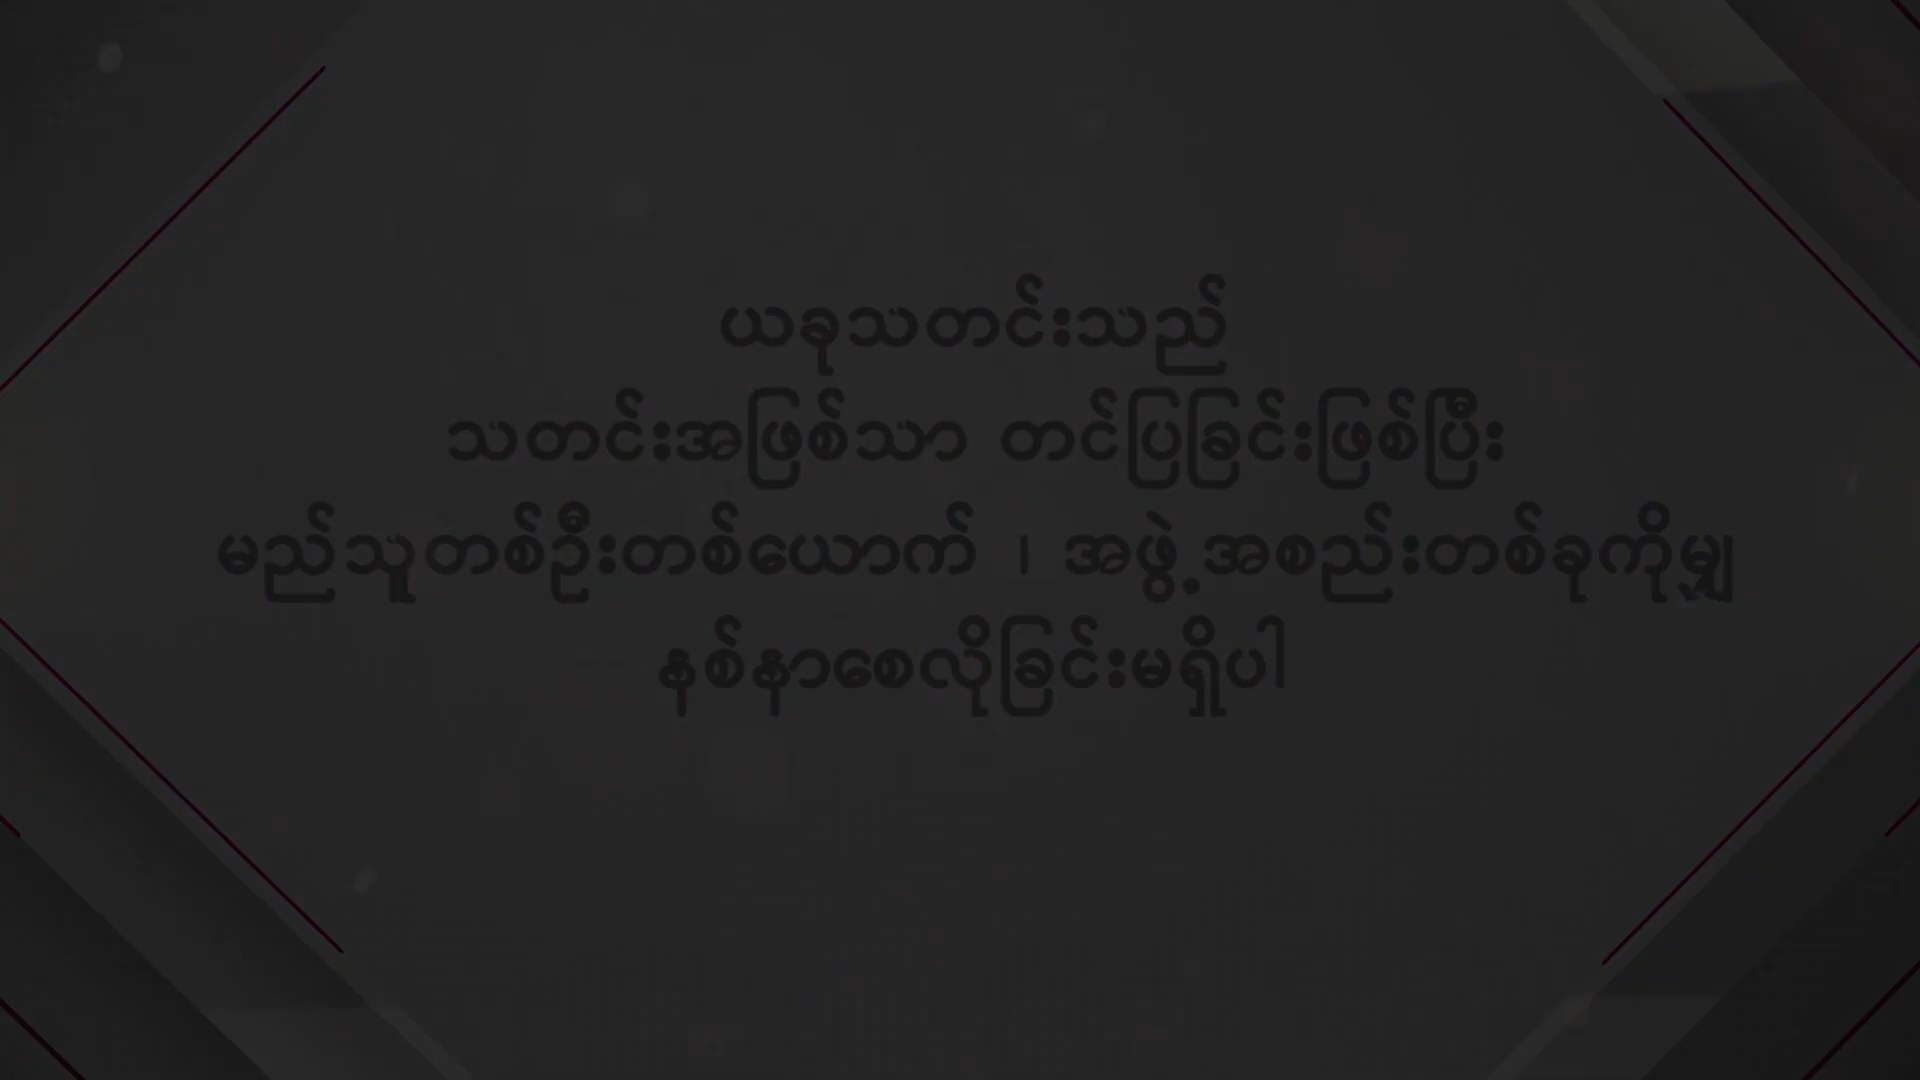 ယခုသတင်းသည်
သတင်းအဖြစ်သာ တင်ပြခြင်းဖြစ်ပြီး
မည်သူတစ်ဦးတစ်ယောက် ၊ အဖွဲ့အစည်းတစ်ခုကိုမျှ
နစ်နာစေလိုခြင်းမရှိပါ